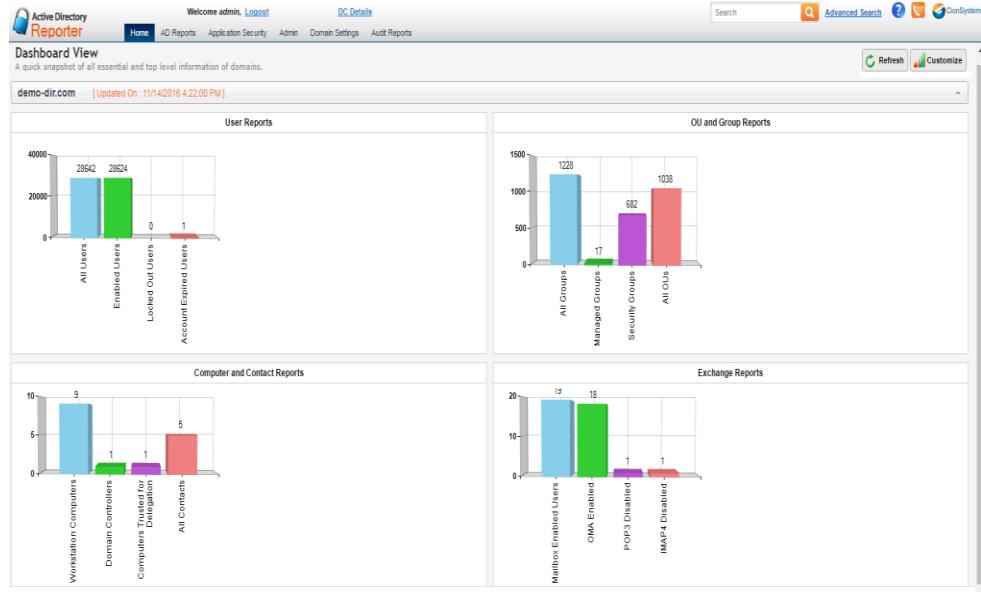 Active Directory
Reporter
Welcome admin, Logout DC Details
Search Advanced Search ? CionSystem
Home AD Reports Application Security Admin Domain Settings Audit Reports
Dashboard View
A quick snapshot of all essential and top level information of domains.
Refresh Customize
demo-dir.com [ Updated On : 11/14/2016 4:22:00 PM ]
User Reports
40000
20000
0
28642 28624 0 1
All Users
Enabled Users
Locked Out Users
Account Expired Users
OU and Group Reports
1500
1000
500
0
1228 17 682 1038
All Groups
Managed Groups
Security Groups
All OUs
Computer and Contact Reports
10
5
0
9 1 1 5
Workstation Computers
Domain Controllers
Computers Trusted for
Delegation
All Contacts
Exchange Reports
20
10
0
19 18 1 1
Mailbox Enabled Users
OMA Enabled
POP3 Disabled
IMAP4 Disabled